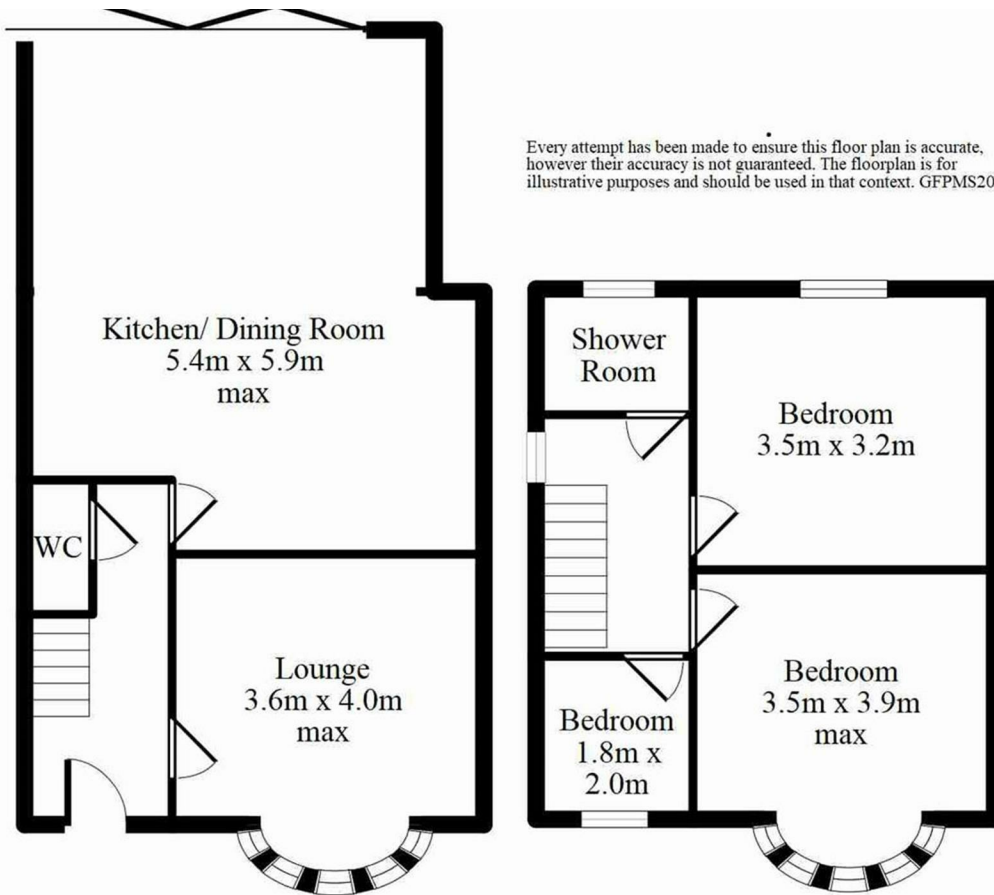 Every attempt has been made to ensure this floor plan is accurate,
however their accuracy is not guaranteed. The floorplan is for
illustrative purposes and should be used in that context. GFPMS20
Kitchen/ Dining Room
5.4m x 5.9m
max
WC
Lounge
3.6m x 4.0m
max
Shower
Room
Bedroom
3.5m x 3.2m
Bedroom
3.5m x 3.9m
max
Bedroom
1.8m x
2.0m